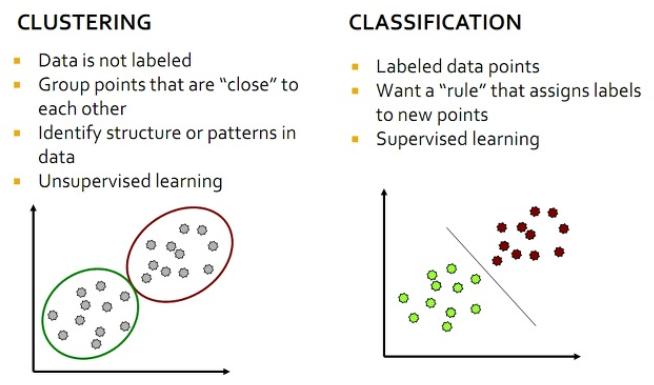 CLUSTERING
▪ Data is not labeled
▪ Group points that are “close” to
each other
▪ Identify structure or patterns in
data
▪ Unsupervised learning
CLASSIFICATION
▪ Labeled data points
▪ Want a “rule” that assigns labels
to new points
▪ Supervised learning